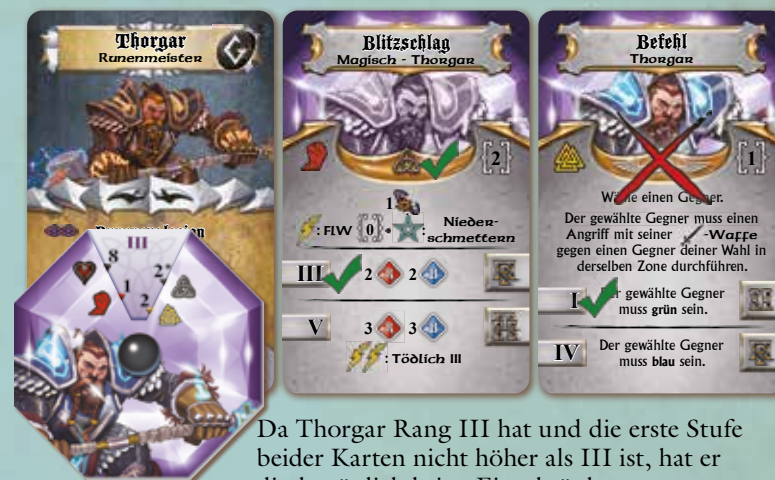 Thorgar
Runenmeister
III
8
2
1
2
Blitzschlag
Magisch - Thorgar
2
1
: FLW 0 • : Nieder-
schmettern
III 2 2
V 3 3
: Tödlich III
Befehl
Thorgar
1
Wähle einen Gegner.
Der gewählte Gegner muss einen
Angriff mit seiner -Waffe
gegen einen Gegner deiner Wahl in
derselben Zone durchführen.
I gewählte Gegner
muss grün sein.
IV Der gewählte Gegner
muss blau sein.
Da Thorgar Rang III hat und die erste Stufe
beider Karten nicht höher als III ist, hat er